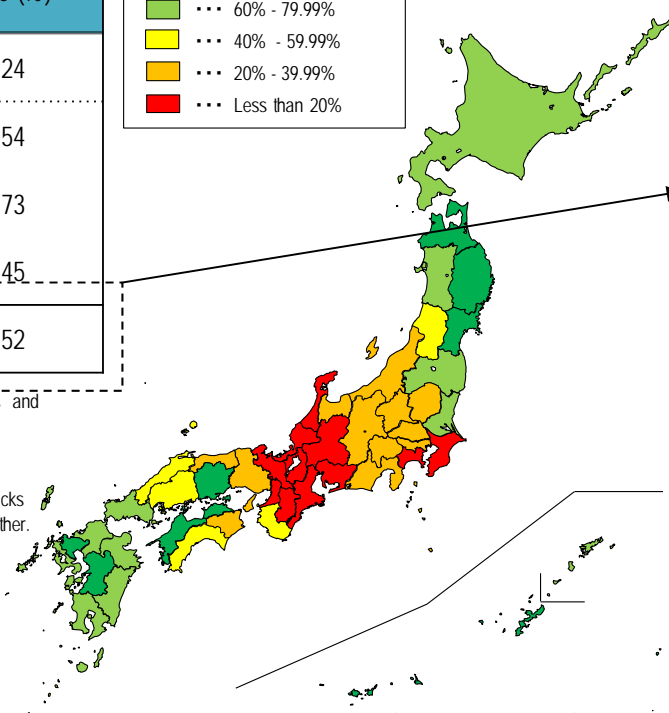 24
54
73
45
52
60% - 79.99%
40% - 59.99%
20% - 39.99%
Less than 20%
and
cks
ther.